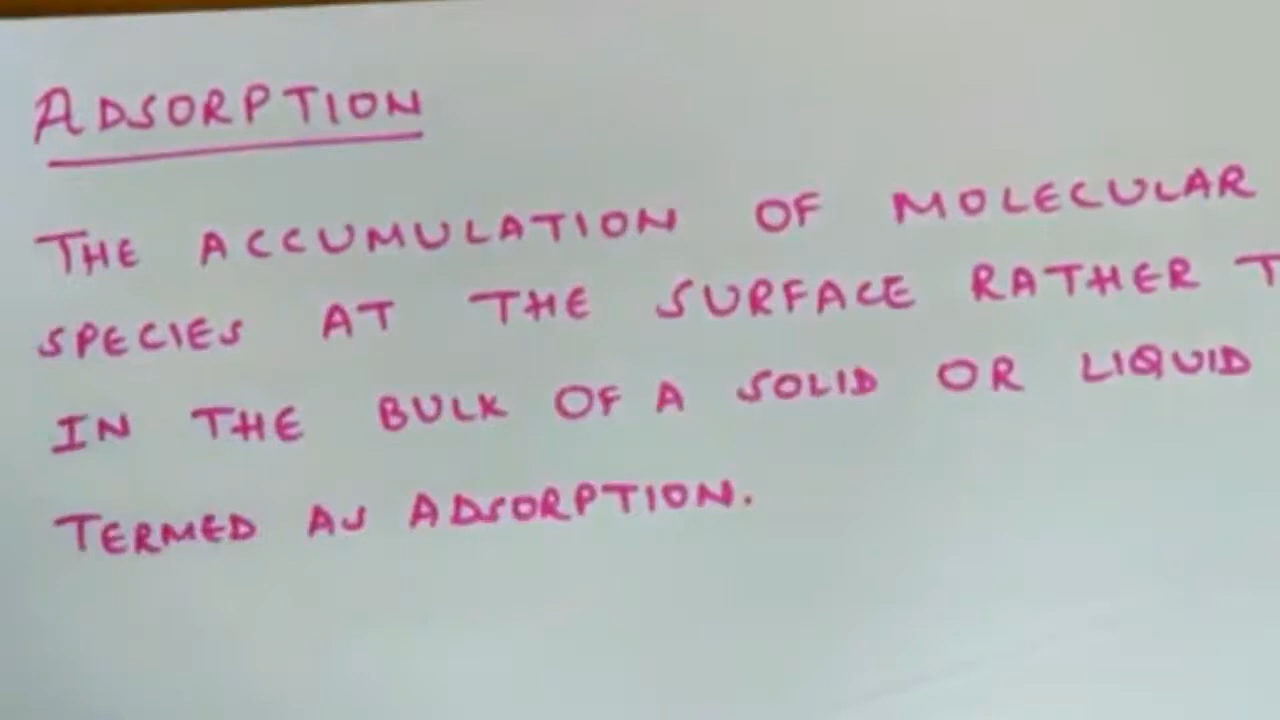 ADSORPTION
THE ACCUMULATION OF MOLECULAR
SPECIES AT THE SURFACE RATHER T
IN THE BULK OF A SOLID OR LIQUID
TERMED AS ADSORPTION.